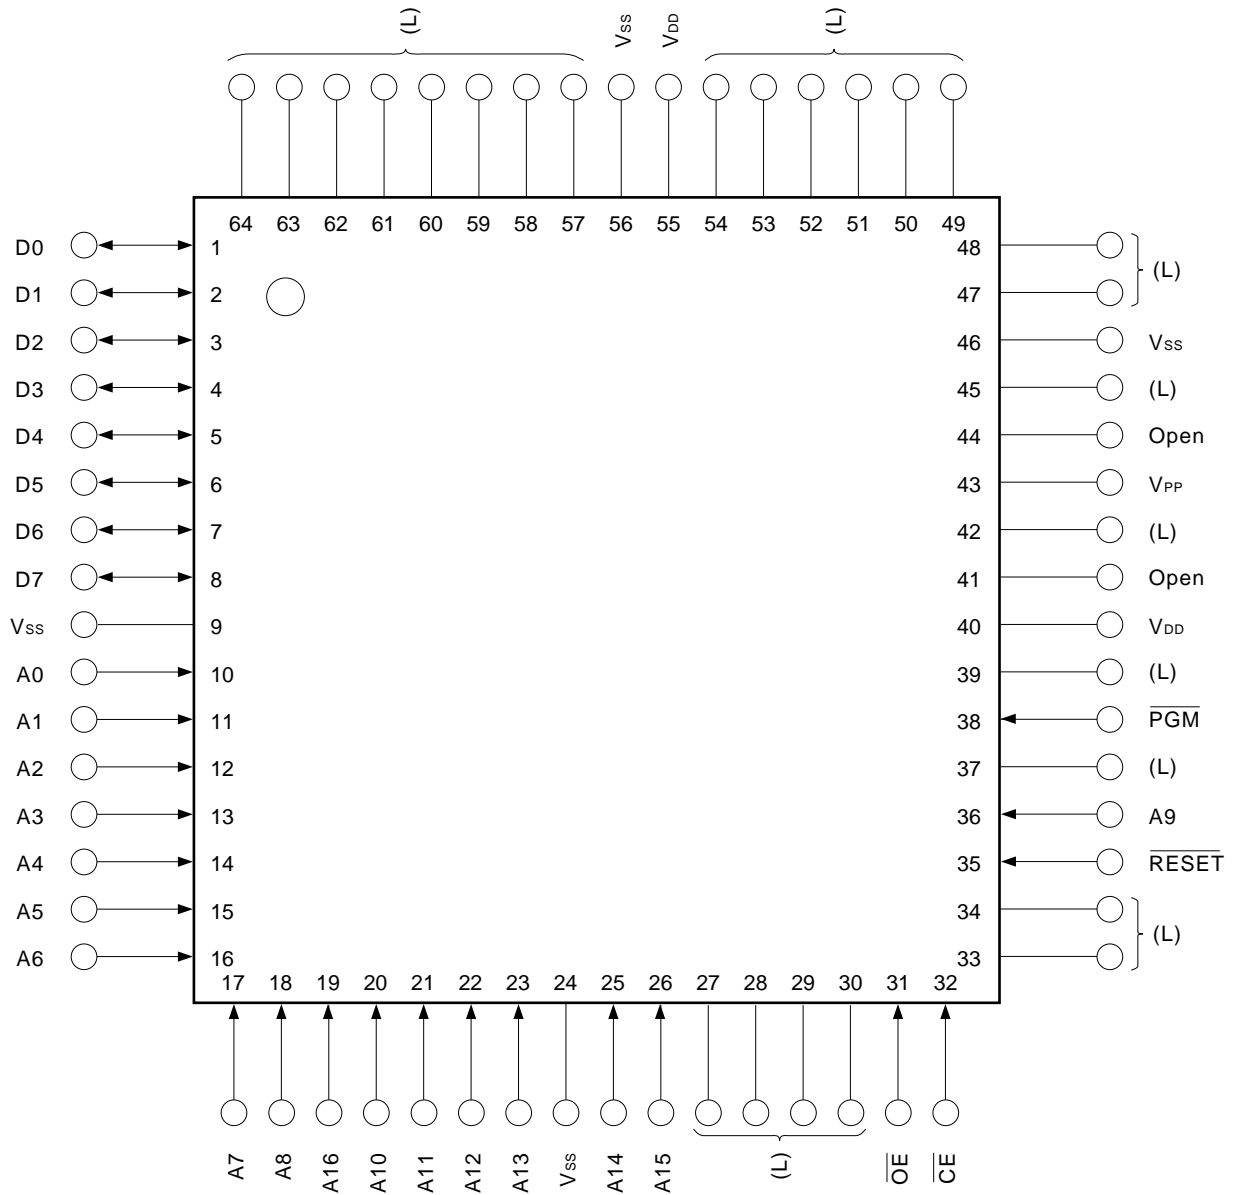 (L) VSS VDD (L)
64 63 62 61 60 59 58 57 56 55 54 53 52 51 50 49
D0 1 48
(L)
D1 2 47
D2 3 46 VSS
D3 4 45 (L)
D4 5 44 Open
D5 6 43 VPP
D6 7 42 (L)
D7 8 41 Open
VSS 9 40 VDD
A0 10 39 (L)
A1 11 38 PGM
A2 12 37 (L)
A3 13 36 A9
A4 14 35 RESET
A5 15 34
(L)
A6 16 33
17 18 19 20 21 22 23 24 25 26 27 28 29 30 31 32
A7 A8 A16 A10 A11 A12 A13 VSS A14 A15 (L) OE CE